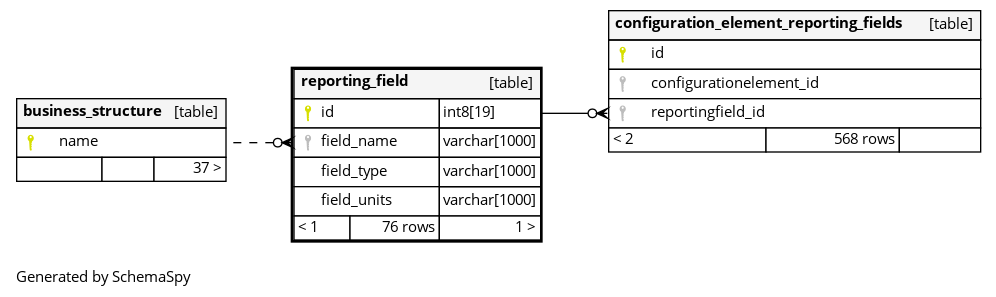 configuration_element_reporting_fields [table]
id
configurationelement_id
reportingfield_id
< 2 568 rows
reporting_field [table]
id int8[19]
field_name varchar[1000]
field_type varchar[1000]
field_units varchar[1000]
< 1 76 rows 1 >
business_structure [table]
name
37 >
Generated by SchemaSpy